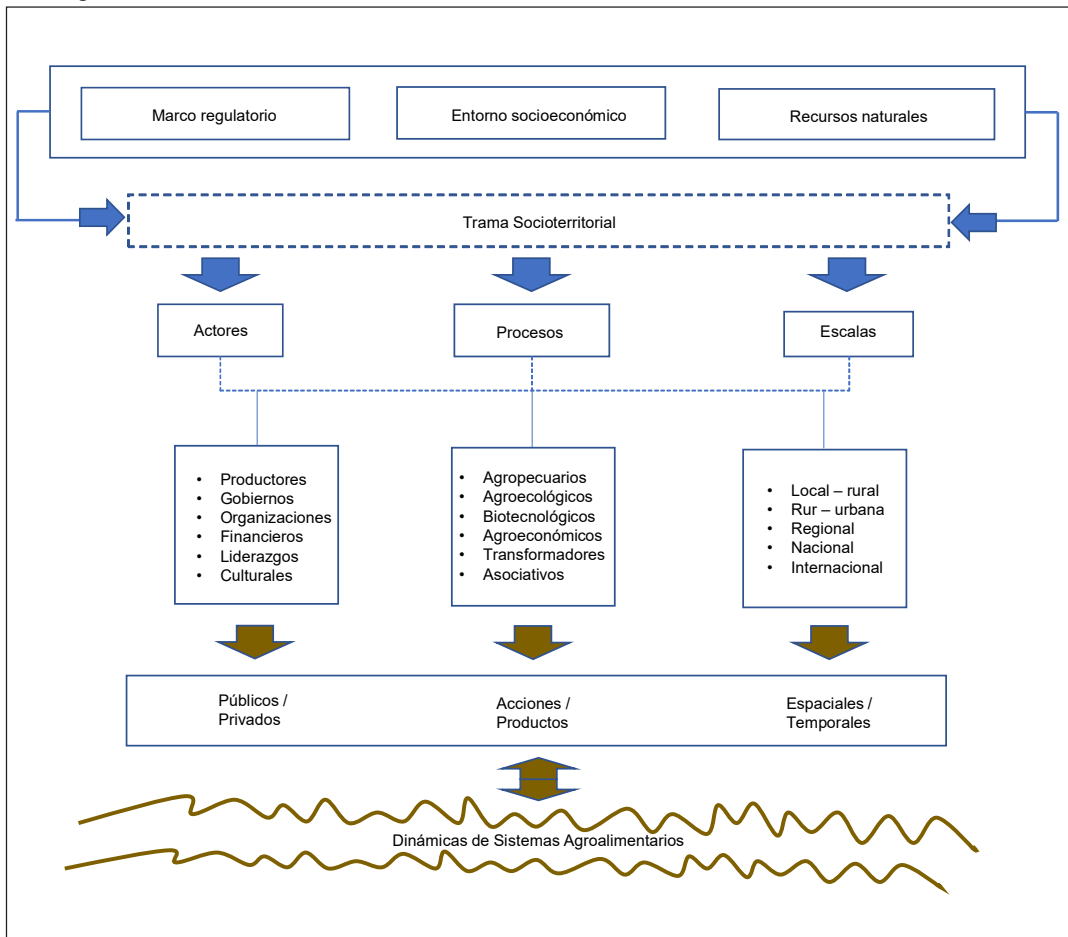 Marco regulatorio
Entorno socioeconómico
Recursos naturales
Trama Socioterritorial
Actores
Procesos
Escalas
• Productores
• Gobiernos
• Organizaciones
• Financieros
• Liderazgos
• Culturales
• Agropecuarios
• Agroecológicos
• Biotecnológicos
• Agroeconómicos
• Transformadores
• Asociativos
• Local – rural
• Rur – urbana
• Regional
• Nacional
• Internacional
Públicos /
Privados
Acciones /
Productos
Espaciales /
Temporales
Dinámicas de Sistemas Agroalimentarios